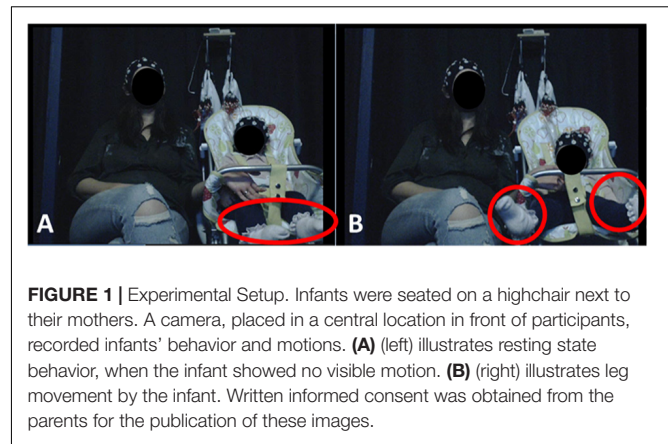 A
B
FIGURE 1 | Experimental Setup. Infants were seated on a highchair next to
their mothers. A camera, placed in a central location in front of participants,
recorded infants' behavior and motions. (A) (left) illustrates resting state
behavior, when the infant showed no visible motion. (B) (right) illustrates leg
movement by the infant. Written informed consent was obtained from the
parents for the publication of these images.